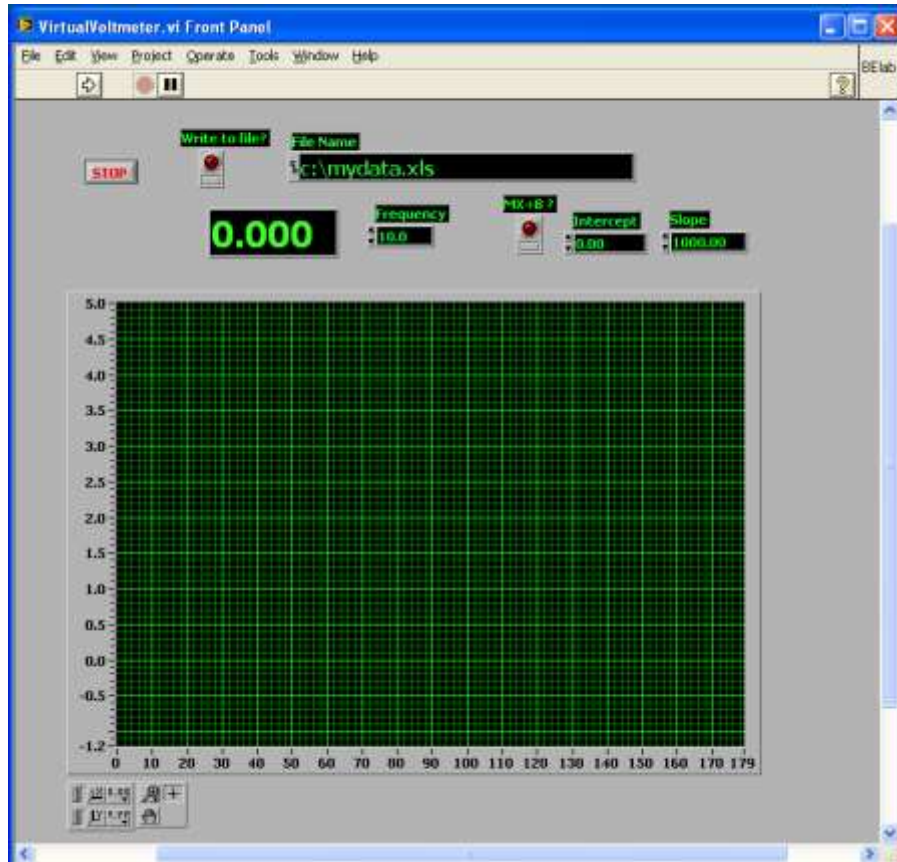 VirtualVoltmeter.vi Front Panel
File Edit View Project Operate Tools Window Help
BElab
Write to file?
File Name
STOP
c:\mydata.xls
0.000
Frequency
10.0
MX+B ?
Intercept
0.00
Slope
1000.00
5.0
4.5
4.0
3.5
3.0
2.5
2.0
1.5
1.0
0.5
0.0
-0.5
-1.2
0 10 20 30 40 50 60 70 80 90 100 110 120 130 140 150 160 170 179